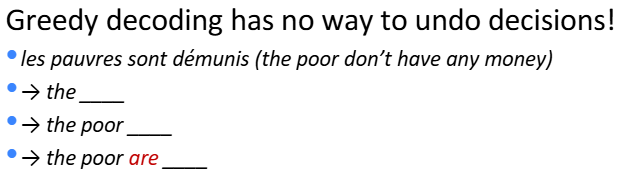 Greedy decoding has no way to undo decisions!
• les pauvres sont démunis (the poor don’t have any money)
• → the ____
• → the poor ____
• → the poor are ____